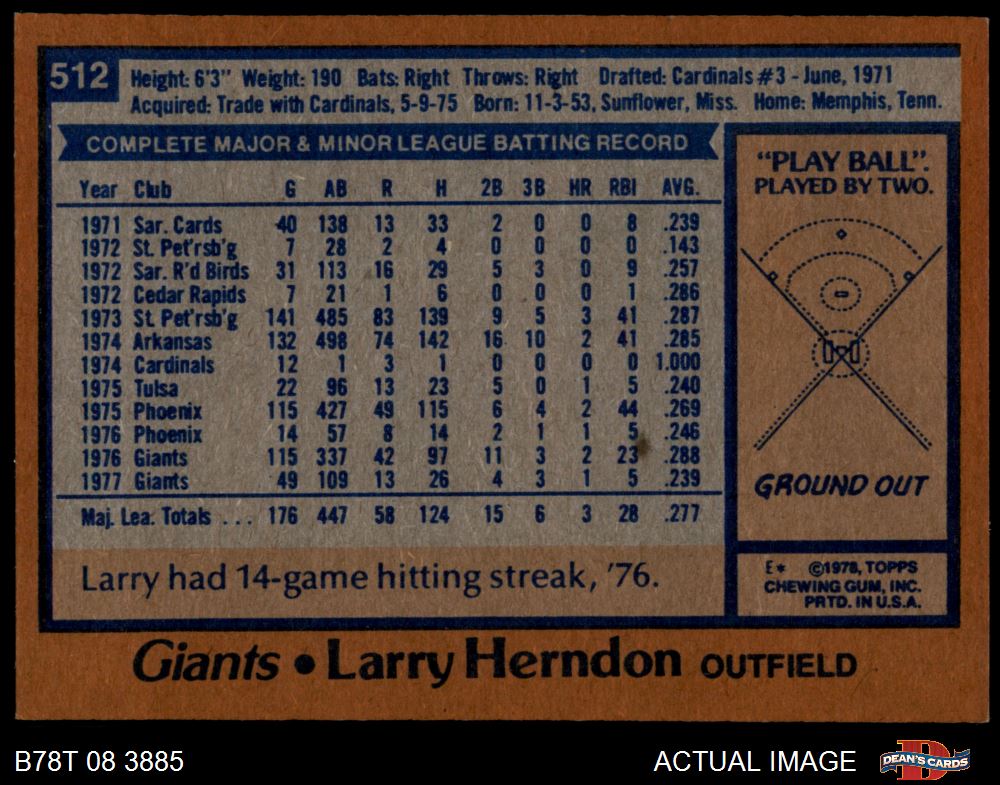 512
Height: 6'3" Weight: 190 Bats: Right Throws: Right Drafted: Cardinals #3 - June, 1971
Acquired: Trade with Cardinals, 5-9-75 Born: 11-3-53, Sunflower, Miss. Home: Memphis, Tenn.
COMPLETE MAJOR & MINOR LEAGUE BATTING RECORD
Year Club G AB R H 2B 3B HR RBI AVG.
1971 Sar. Cards 40 138 13 33 2 0 0 8 .239
1972 St. Pet'rsb'g 7 28 2 4 0 0 0 0 .143
1972 Sar. R'd Birds 31 113 16 29 5 3 0 9 .257
1972 Cedar Rapids 7 21 1 6 0 0 0 1 .286
1973 St. Pet'rsb'g 141 485 83 139 9 5 3 41 .287
1974 Arkansas 132 498 74 142 16 10 2 41 .285
1974 Cardinals 12 1 3 1 0 0 0 0 1.000
1975 Tulsa 22 96 13 23 5 0 1 5 .240
1975 Phoenix 115 427 49 115 6 4 2 44 .269
1976 Phoenix 14 57 8 14 2 1 1 5 .246
1976 Giants 115 337 42 97 11 3 2 23 .288
1977 Giants 49 109 13 26 4 3 1 5 .239
Maj. Lea. Totals ... 176 447 58 124 15 6 3 28 .277
Larry had 14-game hitting streak, '76.
"PLAY BALL".
PLAYED BY TWO.
GROUND OUT
E* ©1978, TOPPS
CHEWING GUM, INC.
PRTD. IN U.S.A.
Giants • Larry Herndon OUTFIELD
B78T 08 3885
ACTUAL IMAGE
D
DEAN'S CARDS